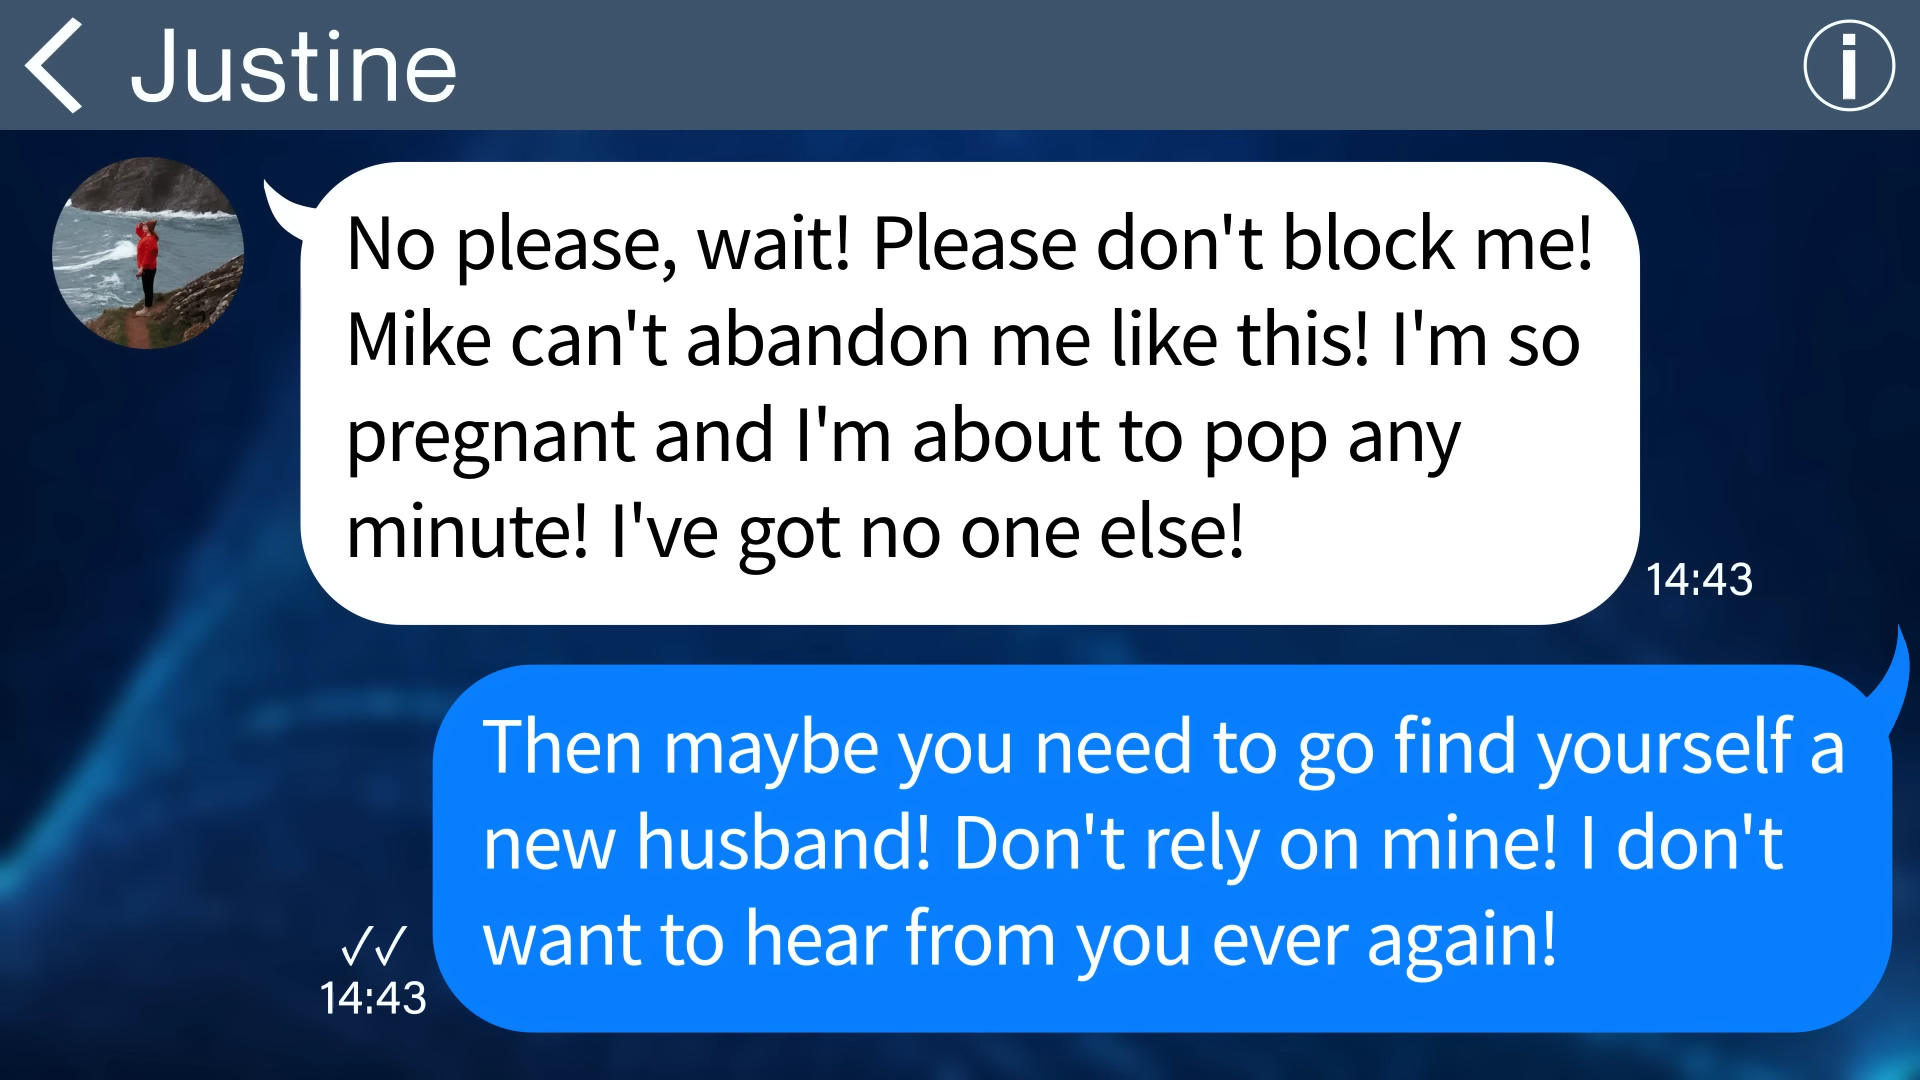 Justine
No please, wait! Please don't block me!
Mike can't abandon me like this! I'm so
pregnant and I'm about to pop any
minute! I've got no one else!
14:43
Then maybe you need to go find yourself a
new husband! Don't rely on mine! I don't
want to hear from you ever again!
14:43